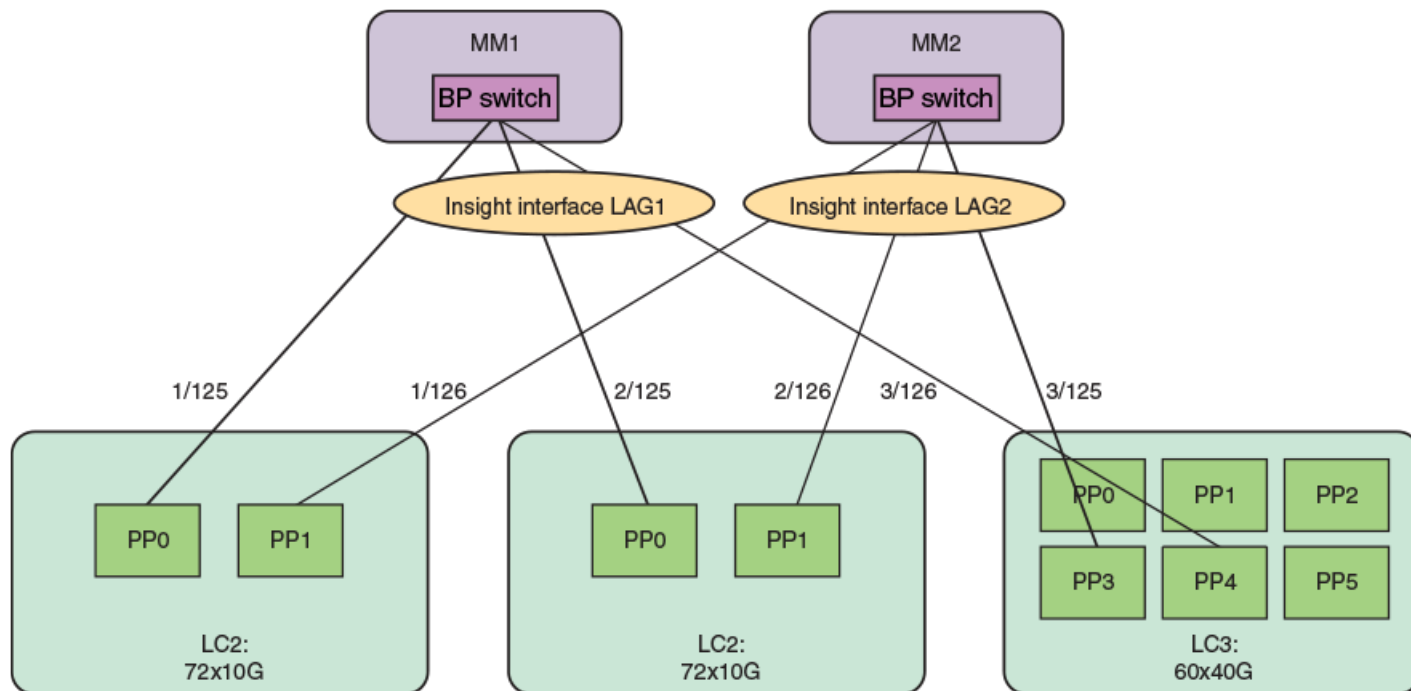 MM1
MM2
BP switch
BP switch
Insight interface LAG1
Insight interface LAG2
1/125
1/126
2/125
2/126
3/126
3/125
PP0
PP1
PP0
PP1
PP0
PP1
PP2
PP3
PP4
PP5
LC2:
72x10G
LC2:
72x10G
LC3:
60x40G